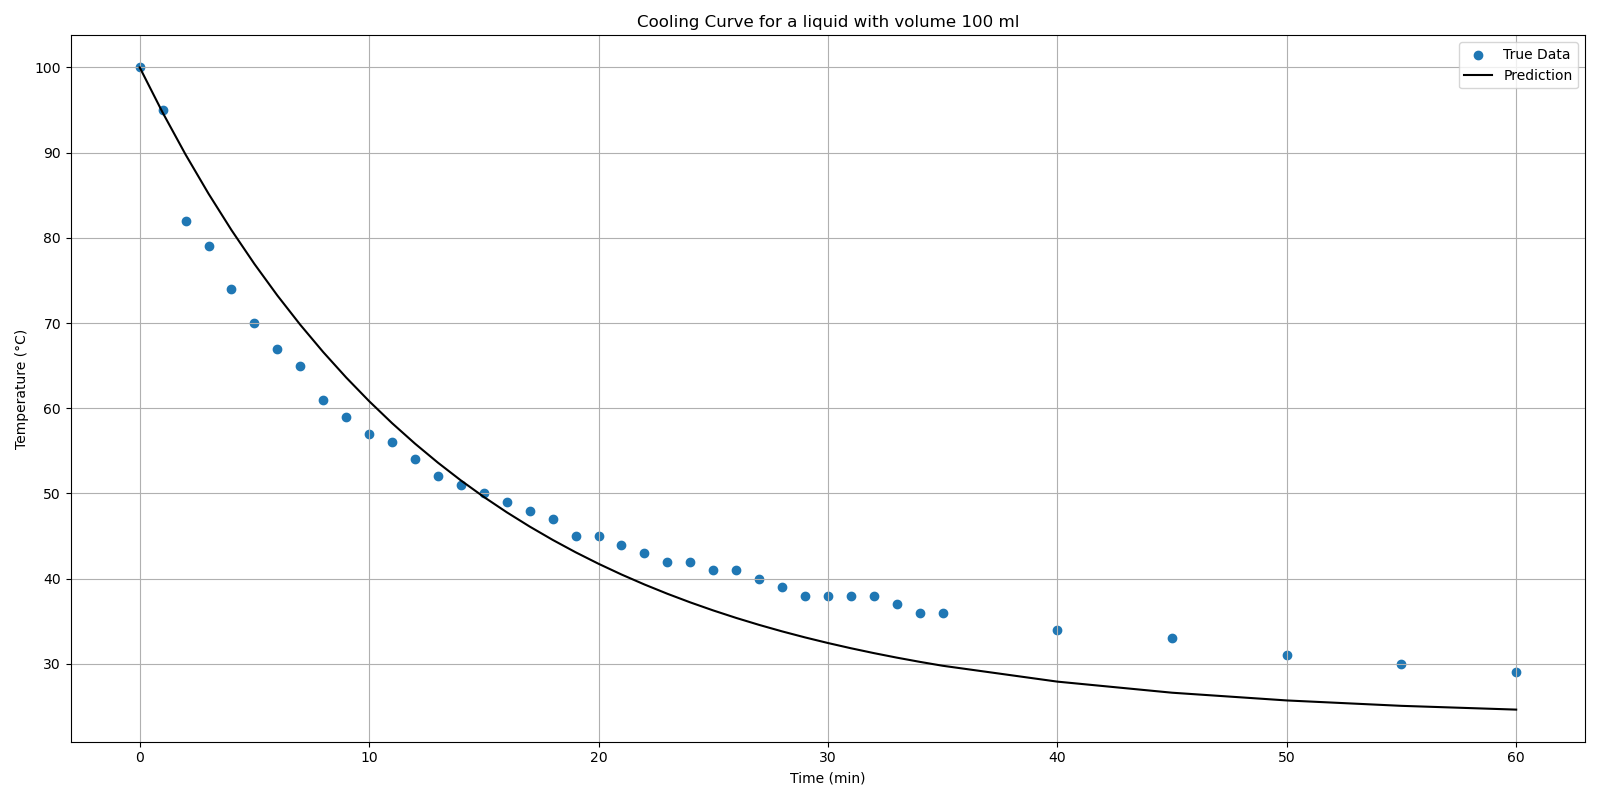 Cooling Curve for a liquid with volume 100 ml
True Data
Prediction
Temperature (°C)
100
90
80
70
60
50
40
30
0 10 20 30 40 50 60
Time (min)